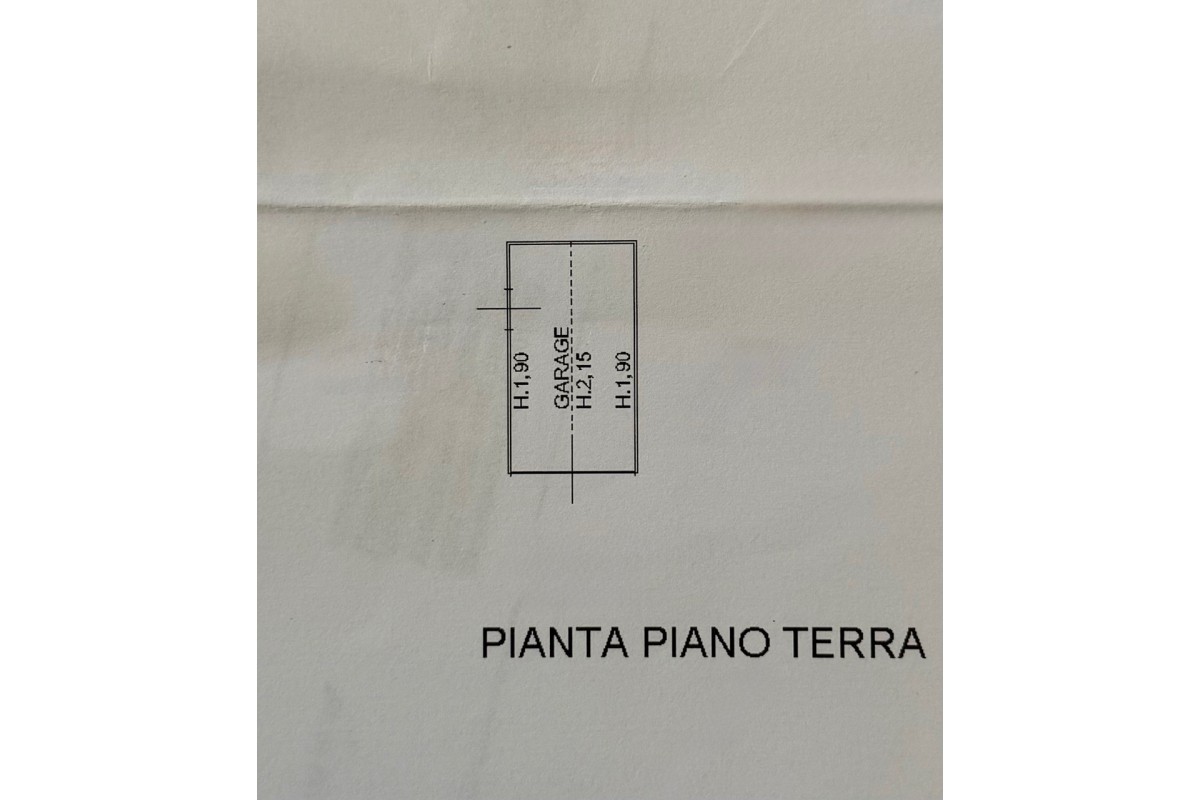 H.1,90
GARAGE
H.2,15
H.1,90
PIANTA PIANO TERRA